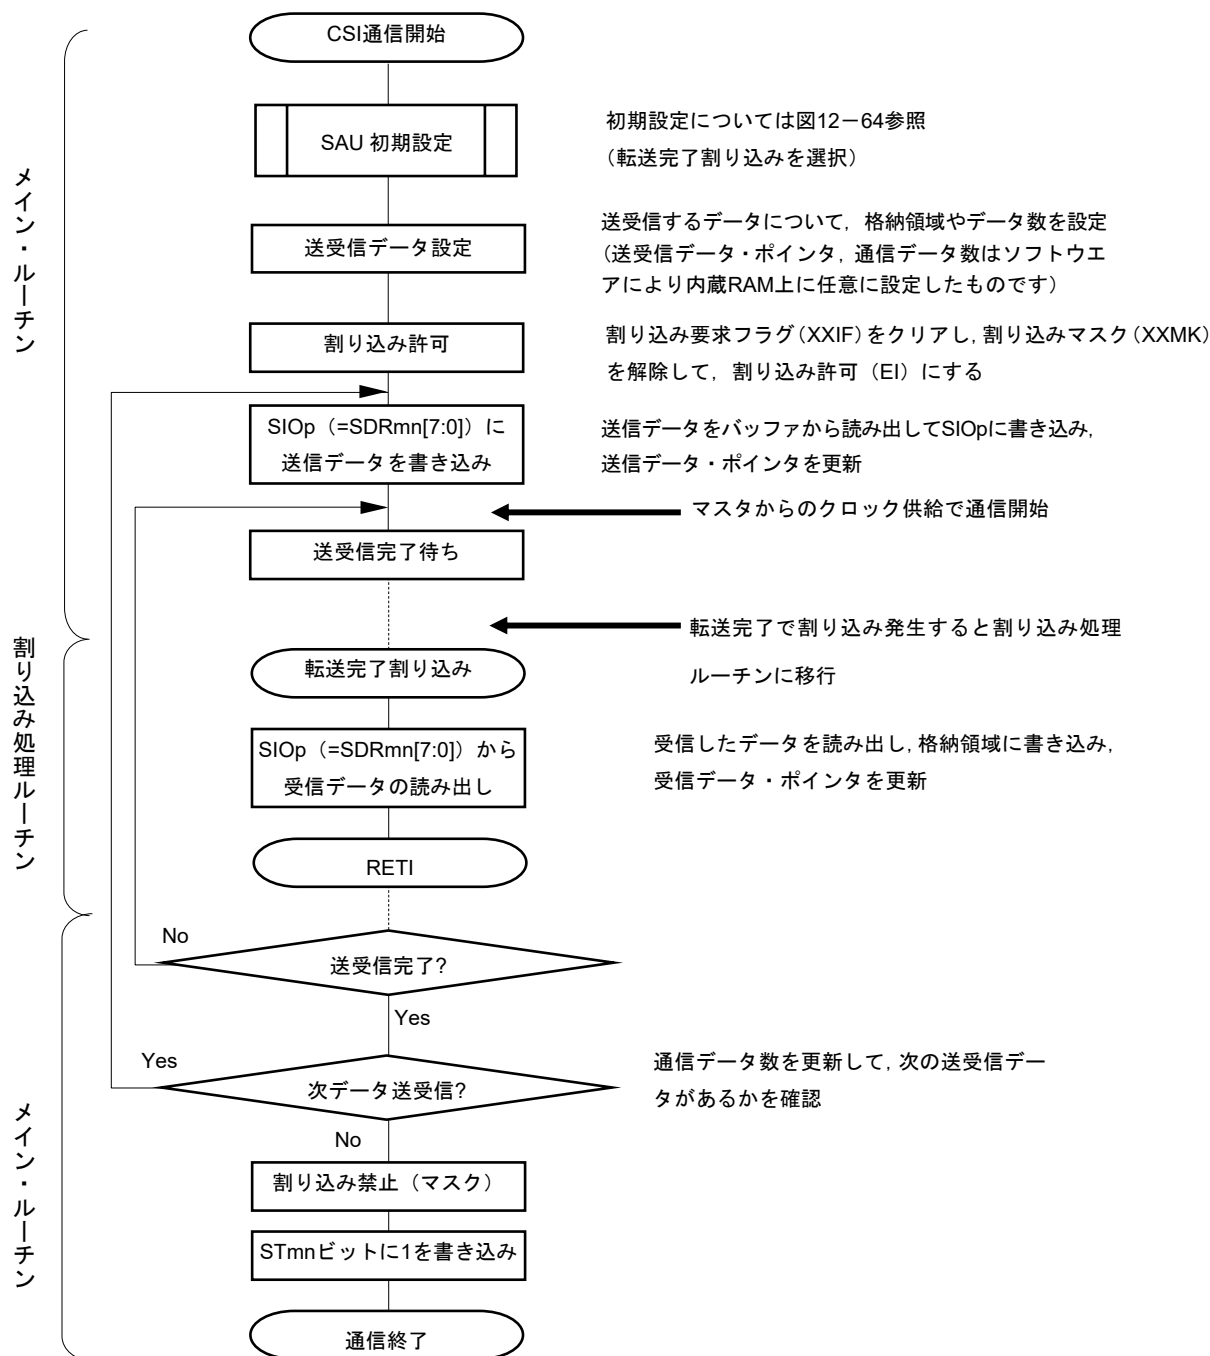 CSI通信開始
SAU 初期設定
初期設定については図12－64参照
（転送完了割り込みを選択）
メイン・ルーチン
送受信データ設定
送受信するデータについて，格納領域やデータ数を設定
（送受信データ・ポインタ，通信データ数はソフトウエ
アにより内蔵RAM上に任意に設定したものです）
割り込み許可
割り込み要求フラグ（XXIF）をクリアし，割り込みマスク（XXMK）
を解除して，割り込み許可（EI）にする
SIOp（=SDRmn[7:0]）に
送信データを書き込み
送信データをバッファから読み出してSIOpに書き込み，
送信データ・ポインタを更新
マスタからのクロック供給で通信開始
送受信完了待ち
転送完了で割り込み発生すると割り込み処理
ルーチンに移行
割り込み処理ルーチン
転送完了割り込み
SIOp（=SDRmn[7:0]）から
受信データの読み出し
受信したデータを読み出し，格納領域に書き込み，
受信データ・ポインタを更新
RETI
No
送受信完了?
Yes
Yes
次データ送受信?
通信データ数を更新して，次の送受信デー
タがあるかを確認
No
メイン・ルーチン
割り込み禁止（マスク）
STmnビットに1を書き込み
通信終了